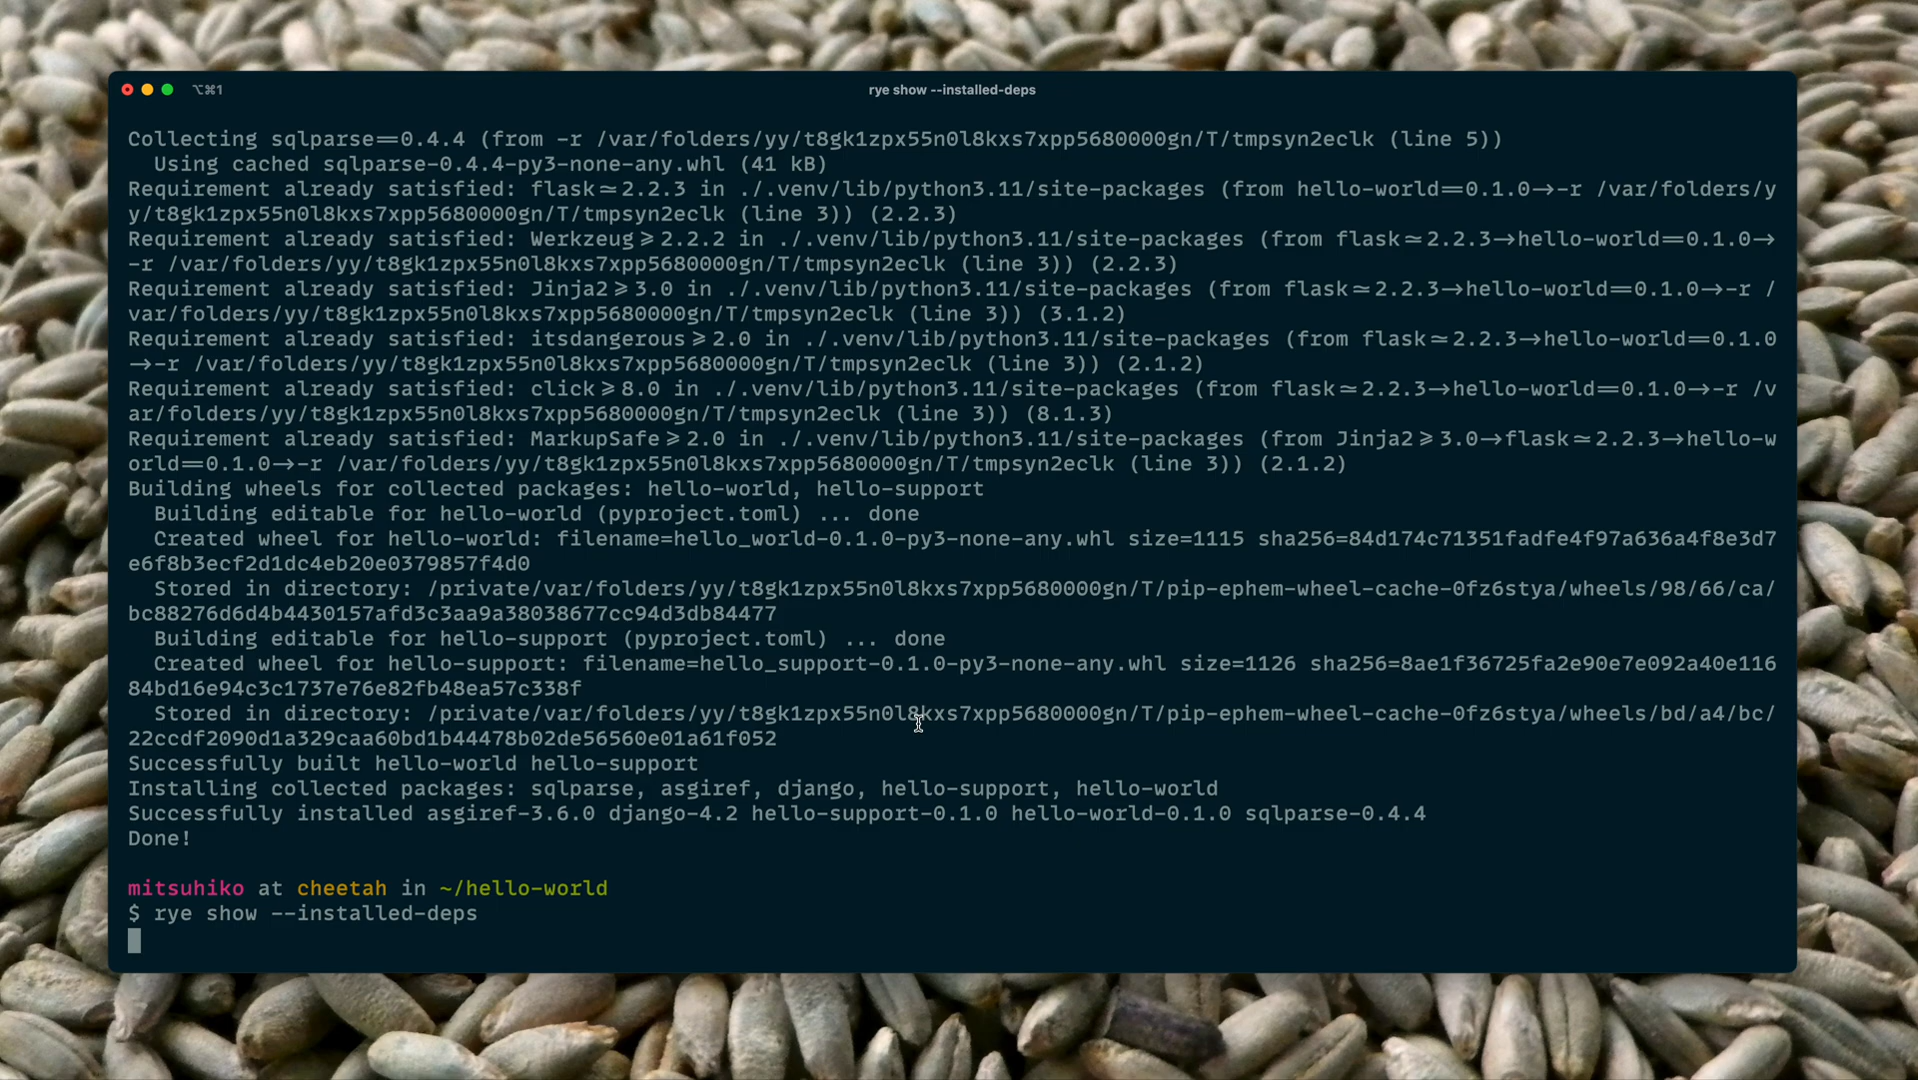 ⌥⌘1
rye show --installed-deps
Collecting sqlparse==0.4.4 (from -r /var/folders/yy/t8gk1zpx55n0l8kxs7xpp5680000gn/T/tmpsyn2eclk (line 5))
  Using cached sqlparse-0.4.4-py3-none-any.whl (41 kB)
Requirement already satisfied: flask~=2.2.3 in ./.venv/lib/python3.11/site-packages (from hello-world==0.1.0->-r /var/folders/y
y/t8gk1zpx55n0l8kxs7xpp5680000gn/T/tmpsyn2eclk (line 3)) (2.2.3)
Requirement already satisfied: Werkzeug>=2.2.2 in ./.venv/lib/python3.11/site-packages (from flask~=2.2.3->hello-world==0.1.0->
-r /var/folders/yy/t8gk1zpx55n0l8kxs7xpp5680000gn/T/tmpsyn2eclk (line 3)) (2.2.3)
Requirement already satisfied: Jinja2>=3.0 in ./.venv/lib/python3.11/site-packages (from flask~=2.2.3->hello-world==0.1.0->-r /
var/folders/yy/t8gk1zpx55n0l8kxs7xpp5680000gn/T/tmpsyn2eclk (line 3)) (3.1.2)
Requirement already satisfied: itsdangerous>=2.0 in ./.venv/lib/python3.11/site-packages (from flask~=2.2.3->hello-world==0.1.0
->-r /var/folders/yy/t8gk1zpx55n0l8kxs7xpp5680000gn/T/tmpsyn2eclk (line 3)) (2.1.2)
Requirement already satisfied: click>=8.0 in ./.venv/lib/python3.11/site-packages (from flask~=2.2.3->hello-world==0.1.0->-r /v
ar/folders/yy/t8gk1zpx55n0l8kxs7xpp5680000gn/T/tmpsyn2eclk (line 3)) (8.1.3)
Requirement already satisfied: MarkupSafe>=2.0 in ./.venv/lib/python3.11/site-packages (from Jinja2>=3.0->flask~=2.2.3->hello-w
orld==0.1.0->-r /var/folders/yy/t8gk1zpx55n0l8kxs7xpp5680000gn/T/tmpsyn2eclk (line 3)) (2.1.2)
Building wheels for collected packages: hello-world, hello-support
  Building editable for hello-world (pyproject.toml) ... done
  Created wheel for hello-world: filename=hello_world-0.1.0-py3-none-any.whl size=1115 sha256=84d174c71351fadfe4f97a636a4f8e3d7
e6f8b3ecf2d1dc4eb20e0379857f4d0
  Stored in directory: /private/var/folders/yy/t8gk1zpx55n0l8kxs7xpp5680000gn/T/pip-ephem-wheel-cache-0fz6stya/wheels/98/66/ca/
bc88276d6d4b4430157afd3c3aa9a38038677cc94d3db84477
  Building editable for hello-support (pyproject.toml) ... done
  Created wheel for hello-support: filename=hello_support-0.1.0-py3-none-any.whl size=1126 sha256=8ae1f36725fa2e90e7e092a40e116
84bd16e94c3c1737e76e82fb48ea57c338f
  Stored in directory: /private/var/folders/yy/t8gk1zpx55n0l8kxs7xpp5680000gn/T/pip-ephem-wheel-cache-0fz6stya/wheels/bd/a4/bc/
22ccdf2090d1a329caa60bd1b44478b02de56560e01a61f052
Successfully built hello-world hello-support
Installing collected packages: sqlparse, asgiref, django, hello-support, hello-world
Successfully installed asgiref-3.6.0 django-4.2 hello-support-0.1.0 hello-world-0.1.0 sqlparse-0.4.4
Done!
mitsuhiko at cheetah in ~/hello-world
$ rye show --installed-deps